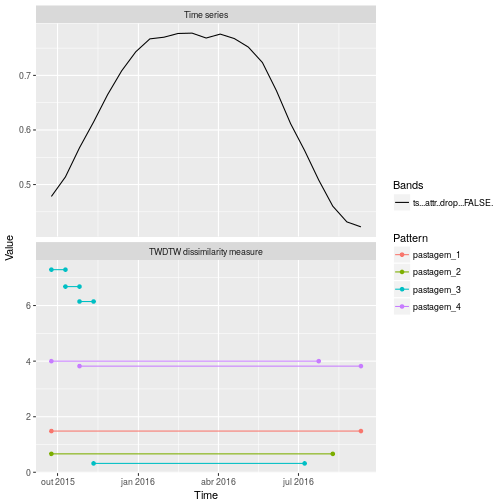 Time series
0.7
0.6
0.5
Value
TWDTW dissimilarity measure
6
4
2
0
out 2015
jan 2016
abr 2016
jul 2016
Time
Bands
ts...attr..drop...FALSE.
Pattern
pastagem_1
pastagem_2
pastagem_3
pastagem_4